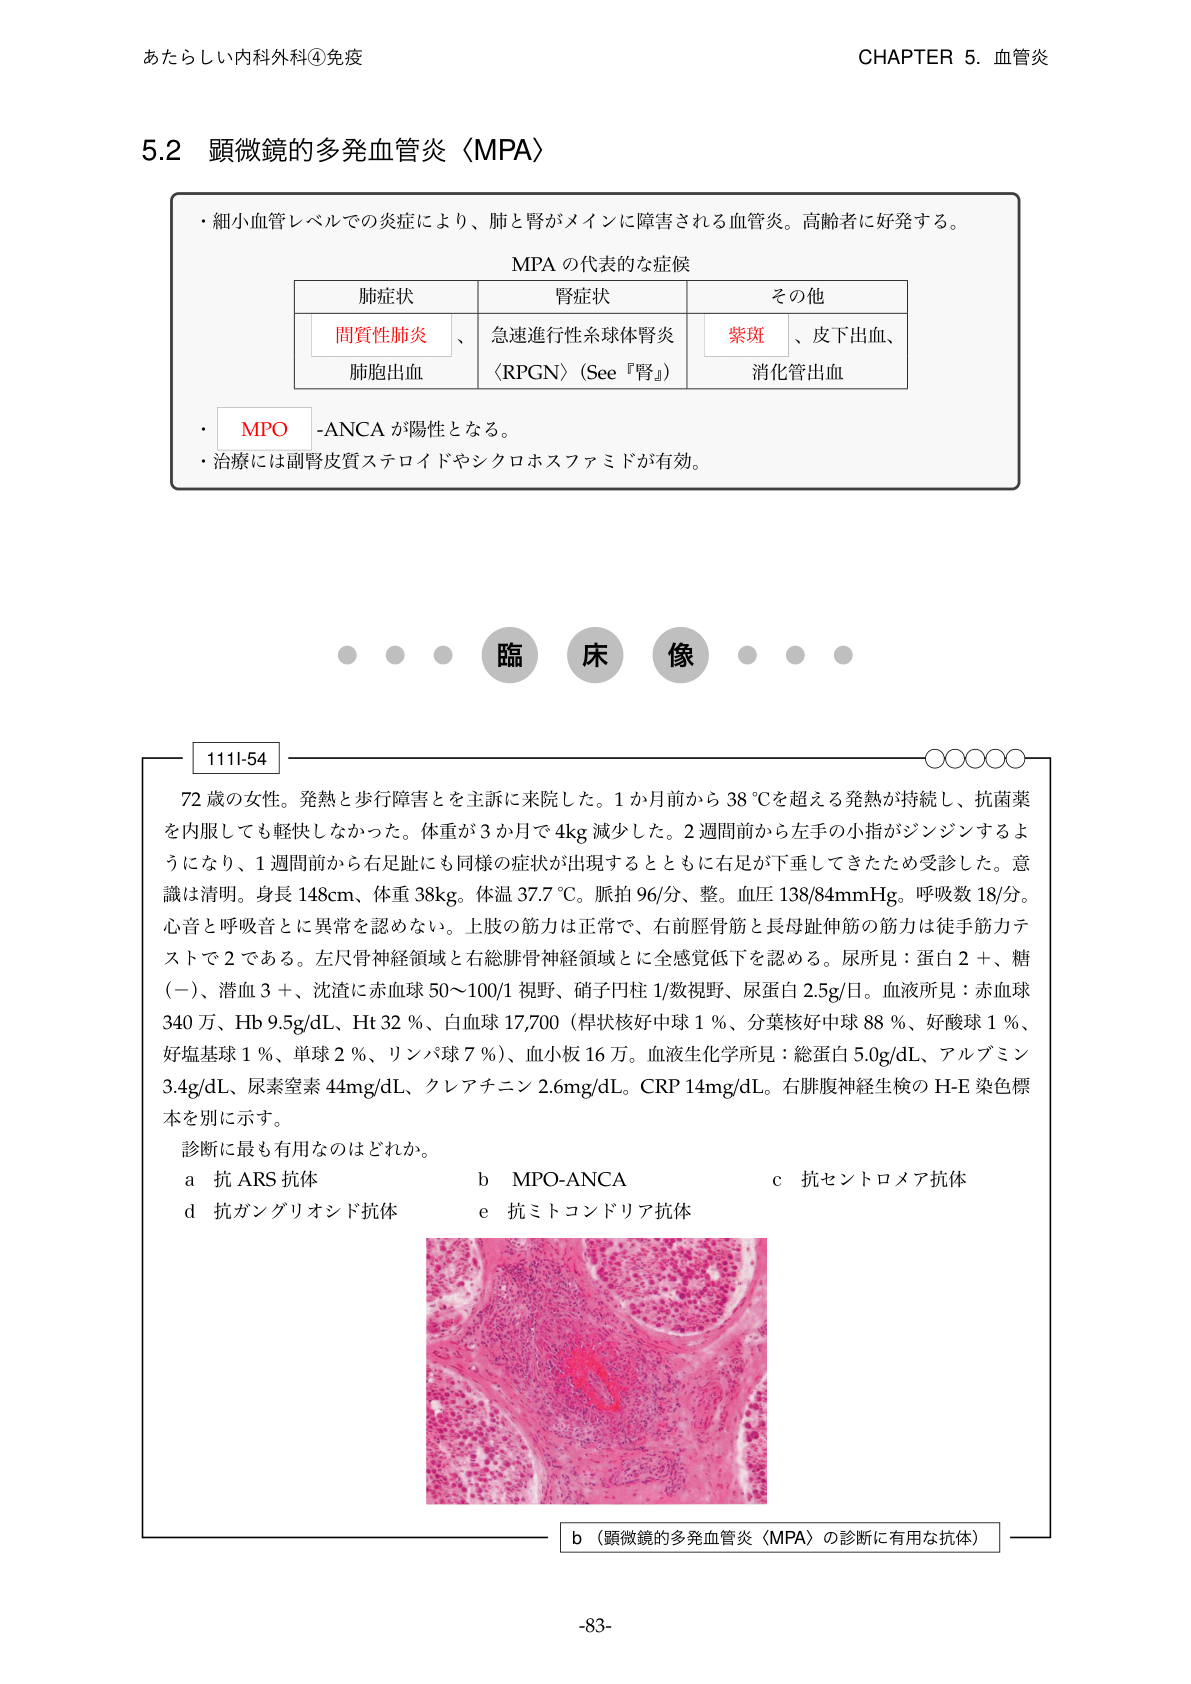 あたらしい内科外科④免疫
CHAPTER 5. 血管炎
5.2 顕微鏡的多発血管炎〈MPA〉
・細小血管レベルでの炎症により、肺と腎がメインに障害される血管炎。高齢者に好発する。
MPA の代表的な症候
肺症状 腎症状 その他
間質性肺炎 、 急速進行性糸球体腎炎 紫斑 、皮下出血、
肺胞出血 〈RPGN〉（See『腎』） 消化管出血
・ MPO -ANCA が陽性となる。
・治療には副腎皮質ステロイドやシクロホスファミドが有効。
臨 床 像
111I-54
72 歳の女性。発熱と歩行障害とを主訴に来院した。1 か月前から 38 ℃を超える発熱が持続し、抗菌薬
を内服しても軽快しなかった。体重が 3 か月で 4kg 減少した。2 週間前から左手の小指がジンジンするよ
うになり、1 週間前から右足趾にも同様の症状が出現するとともに右足が下垂してきたため受診した。意
識は清明。身長 148cm、体重 38kg。体温 37.7 ℃。脈拍 96/分、整。血圧 138/84mmHg。呼吸数 18/分。
心音と呼吸音とに異常を認めない。上肢の筋力は正常で、右前脛骨筋と長母趾伸筋の筋力は徒手筋力テ
ストで 2 である。左尺骨神経領域と右総腓骨神経領域とに全感覚低下を認める。尿所見：蛋白 2 ＋、糖
（－）、潜血 3 ＋、沈渣に赤血球 50～100/1 視野、硝子円柱 1/数視野、尿蛋白 2.5g/日。血液所見：赤血球
340 万、Hb 9.5g/dL、Ht 32 %、白血球 17,700（桿状核好中球 1 %、分葉核好中球 88 %、好酸球 1 %、
好塩基球 1 %、単球 2 %、リンパ球 7 %）、血小板 16 万。血液生化学所見：総蛋白 5.0g/dL、アルブミン
3.4g/dL、尿素窒素 44mg/dL、クレアチニン 2.6mg/dL。CRP 14mg/dL。右腓腹神経生検の H-E 染色標
本を別に示す。
診断に最も有用なのはどれか。
a 抗 ARS 抗体 b MPO-ANCA c 抗セントロメア抗体
d 抗ガングリオシド抗体 e 抗ミトコンドリア抗体
b （顕微鏡的多発血管炎〈MPA〉の診断に有用な抗体）
-83-